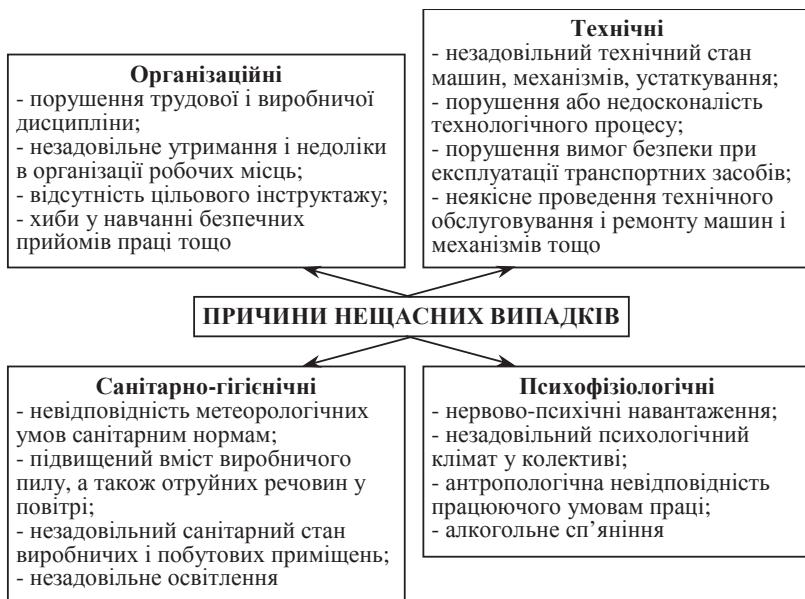 Організаційні
- порушення трудової і виробничої
дисципліни;
- незадовільне утримання і недоліки
в організації робочих місць;
- відсутність цільового інструктажу;
- хиби у навчанні безпечних
прийомів праці тощо
Технічні
- незадовільний технічний стан
машин, механізмів, устаткування;
- порушення або недосконалість
технологічного процесу;
- порушення вимог безпеки при
експлуатації транспортних засобів;
- неякісне проведення технічного
обслуговування і ремонту машин і
механізмів тощо
ПРИЧИНИ НЕЩАСНИХ ВИПАДКІВ
Санітарно-гігієнічні
- невідповідність метеорологічних
умов санітарним нормам;
- підвищений вміст виробничого
пилу, а також отруйних речовин у
повітрі;
- незадовільний санітарний стан
виробничих і побутових приміщень;
- незадовільне освітлення
Психофізіологічні
- нервово-психічні навантаження;
- незадовільний психологічний
клімат у колективі;
- антропологічна невідповідність
працюючого умовам праці;
- алкогольне сп’яніння